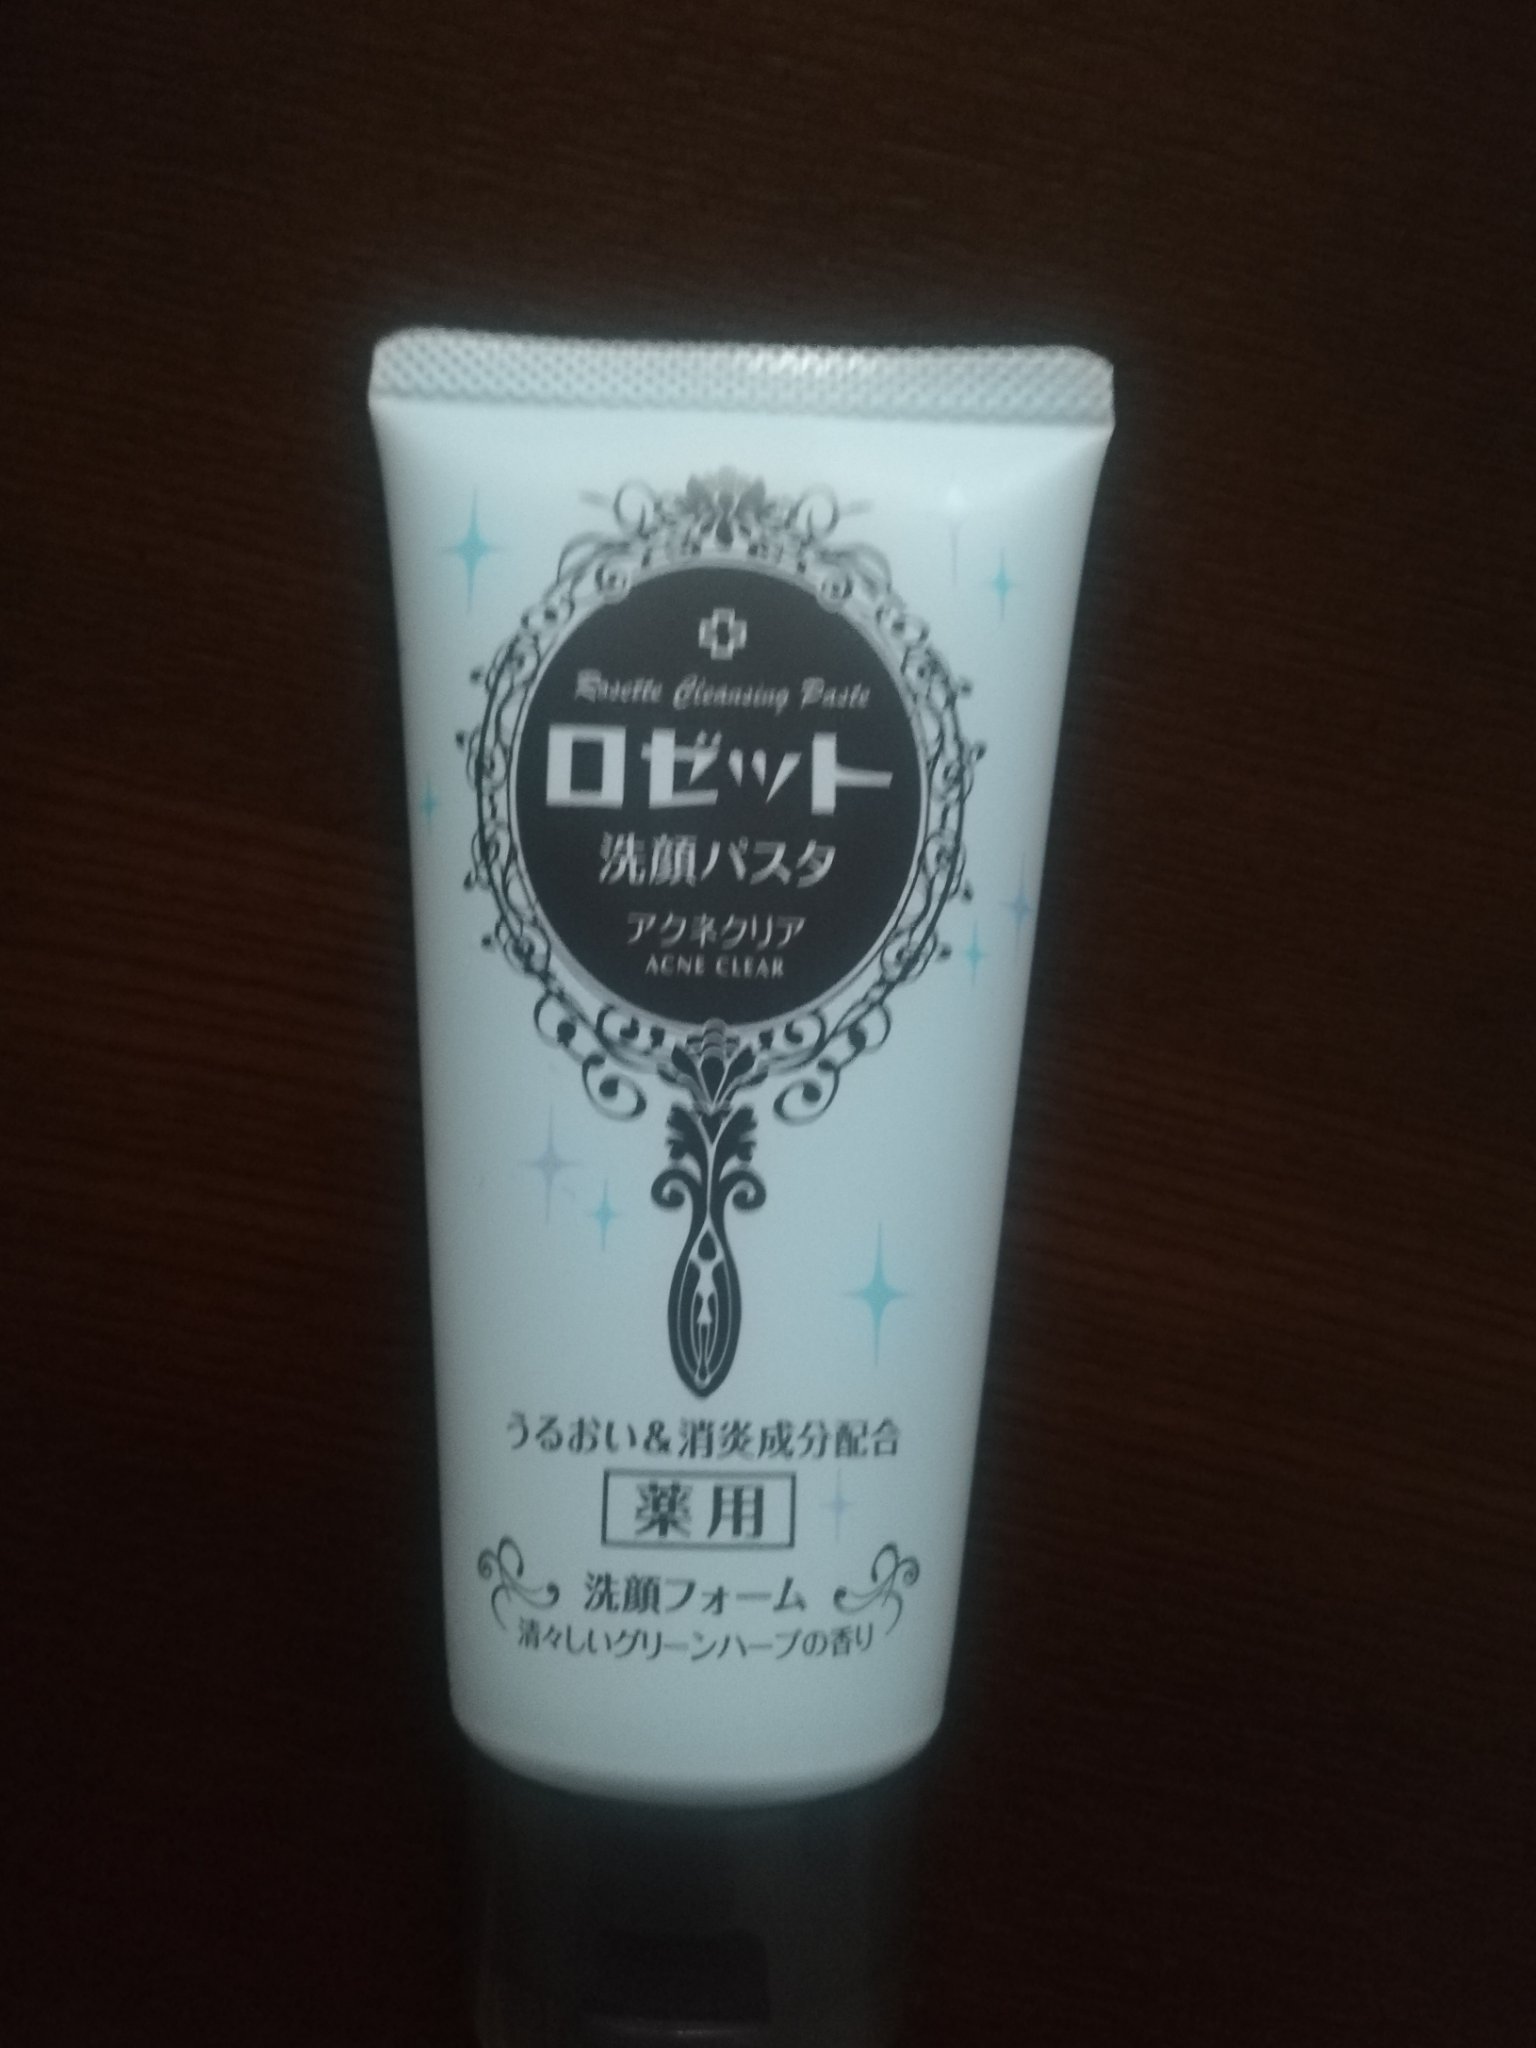 Rosette Cleansing Paste
ロゼット
洗顔パスタ
アクネクリア
ACNE CLEAR
うるおい&消炎成分配合
薬用
洗顔フォーム
清々しいグリーンハーブの香り